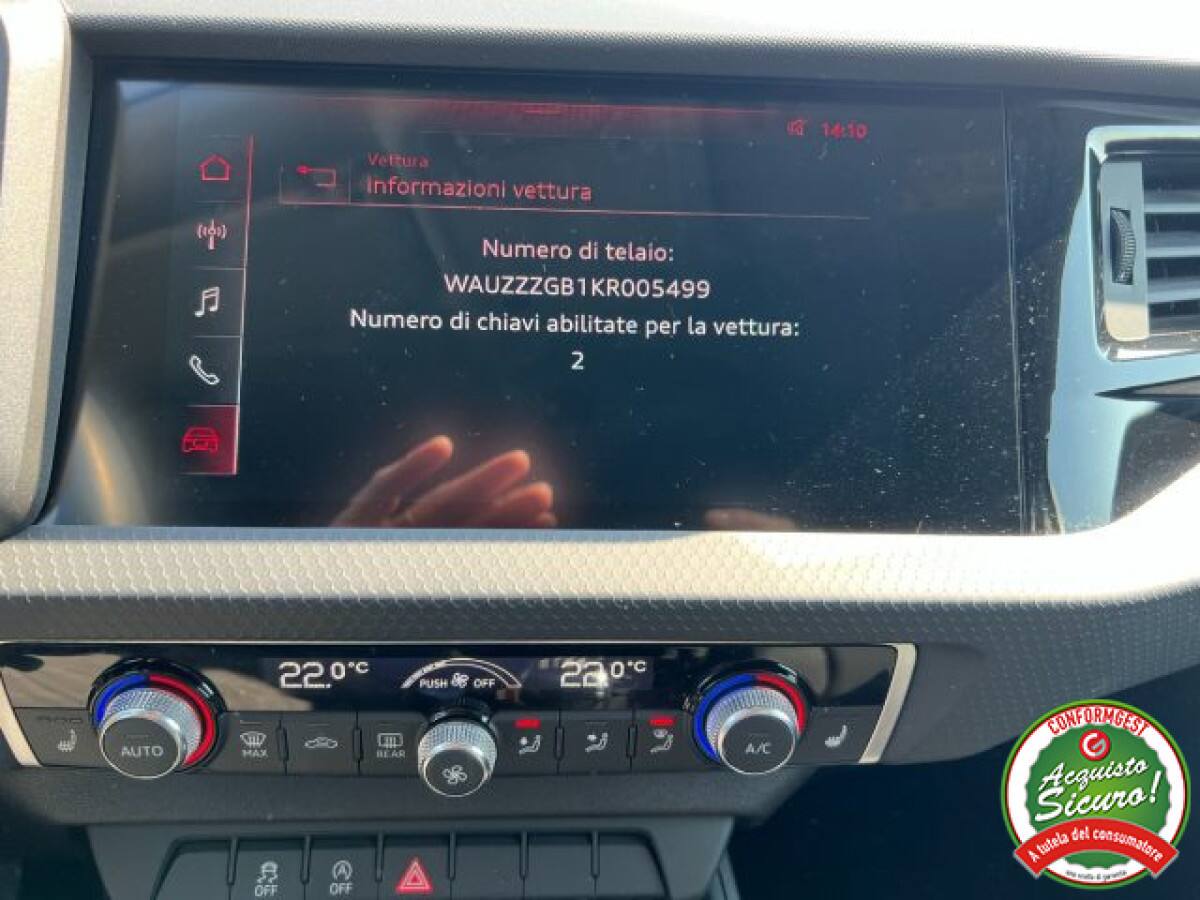 14:10
Vettura
Informazioni vettura
Numero di telaio:
WAUZZZGB1KR005499
Numero di chiavi abilitate per la vettura:
2
22.0°C
PUSH OFF
22.0°C
AUTO
MAX
REAR
A/C
OFF
OFF
CONFORMGEST
G
Acquisto
Sicuro!
A tutela del consumatore